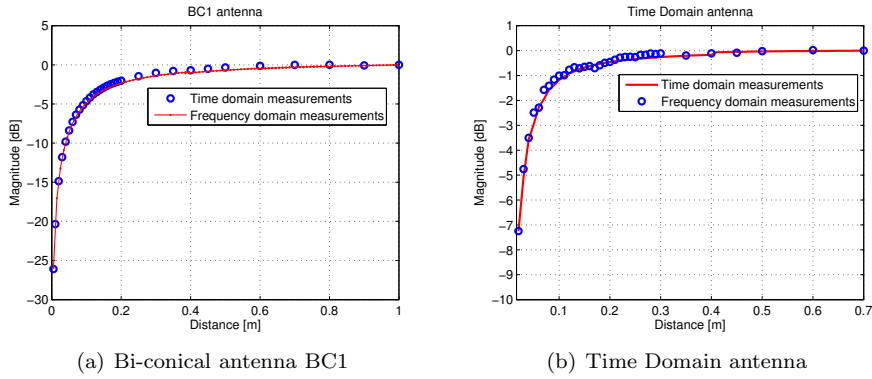 BC1 antenna
5
0
−5
−10
−15
−20
−25
−30
Magnitude [dB]
0
0.2
0.4
0.6
0.8
1
Distance [m]
Time domain measurements
Frequency domain measurements
(a) Bi-conical antenna BC1
Time Domain antenna
1
0
−1
−2
−3
−4
−5
−6
−7
−8
−9
−10
Magnitude [dB]
0.1
0.2
0.3
0.4
0.5
0.6
0.7
Distance [m]
Time domain measurements
Frequency domain measurements
(b) Time Domain antenna